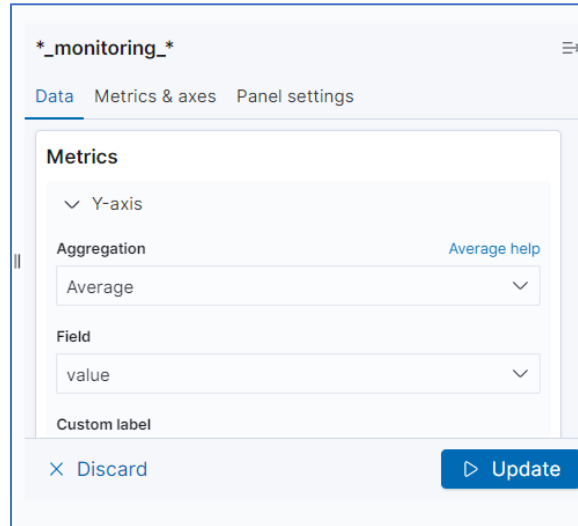 *_monitoring_*
Data Metrics & axes Panel settings
Metrics
Y-axis
Aggregation Average help
Average
Field
value
Custom label
Discard Update